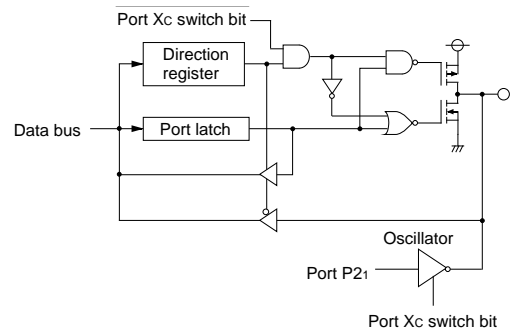 Port XC switch bit
Direction
register
Data bus
Port latch
Oscillator
Port P21
Port XC switch bit